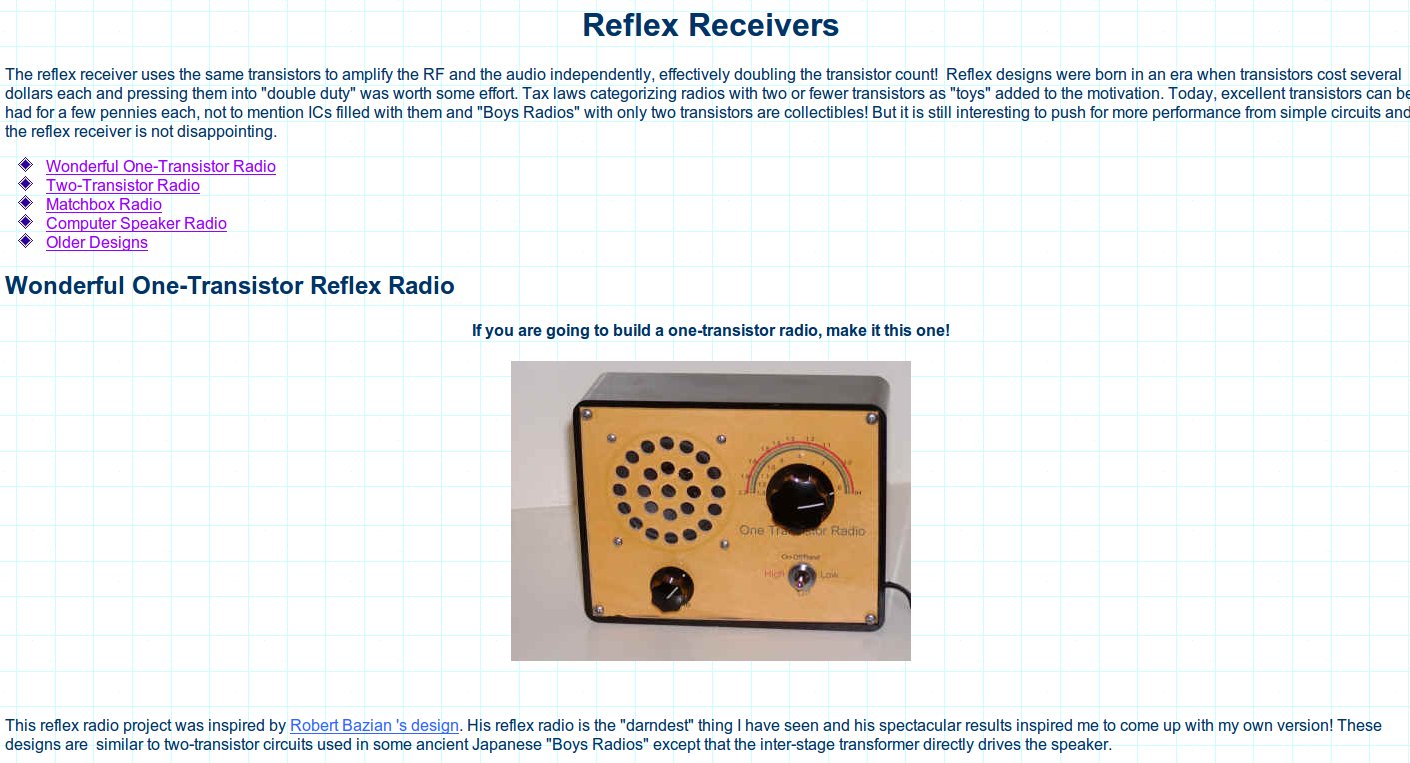 Reflex Receivers
The reflex receiver uses the same transistors to amplify the RF and the audio independently, effectively doubling the transistor count! Reflex designs were born in an era when transistors cost several
dollars each and pressing them into "double duty" was worth some effort. Tax laws categorizing radios with two or fewer transistors as "toys" added to the motivation. Today, excellent transistors can be
had for a few pennies each, not to mention ICs filled with them and "Boys Radios" with only two transistors are collectibles! But it is still interesting to push for more performance from simple circuits and
the reflex receiver is not disappointing.
Wonderful One-Transistor Radio
Two-Transistor Radio
Matchbox Radio
Computer Speaker Radio
Older Designs
Wonderful One-Transistor Reflex Radio
If you are going to build a one-transistor radio, make it this one!
One Tra sistor Radio
High Low
This reflex radio project was inspired by Robert Bazian 's design. His reflex radio is the "darndest" thing I have seen and his spectacular results inspired me to come up with my own version! These
designs are similar to two-transistor circuits used in some ancient Japanese "Boys Radios" except that the inter-stage transformer directly drives the speaker.